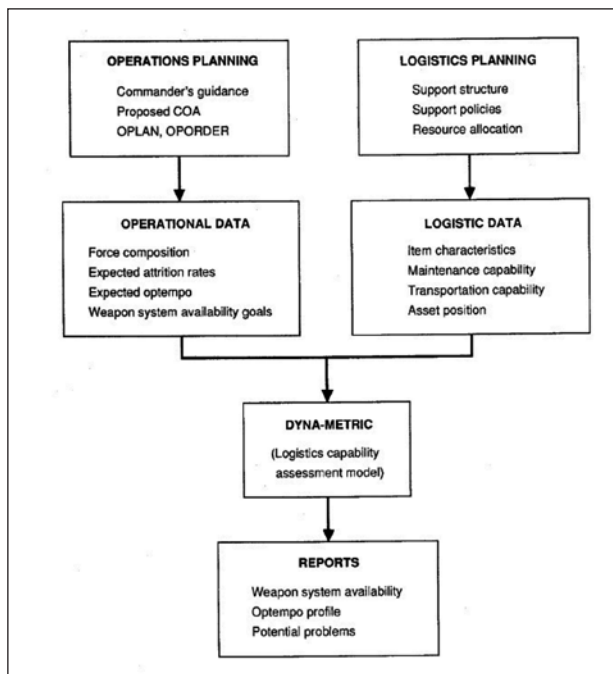 OPERATIONS PLANNING
Commander's guidance
Proposed COA
OPLAN, OPORDER
LOGISTICS PLANNING
Support structure
Support policies
Resource allocation
OPERATIONAL DATA
Force composition
Expected attrition rates
Expected optempo
Weapon system availability goals
LOGISTIC DATA
Item characteristics
Maintenance capability
Transportation capability
Asset position
DYNA-METRIC
(Logistics capability
assessment model)
REPORTS
Weapon system availability
Optempo profile
Potential problems